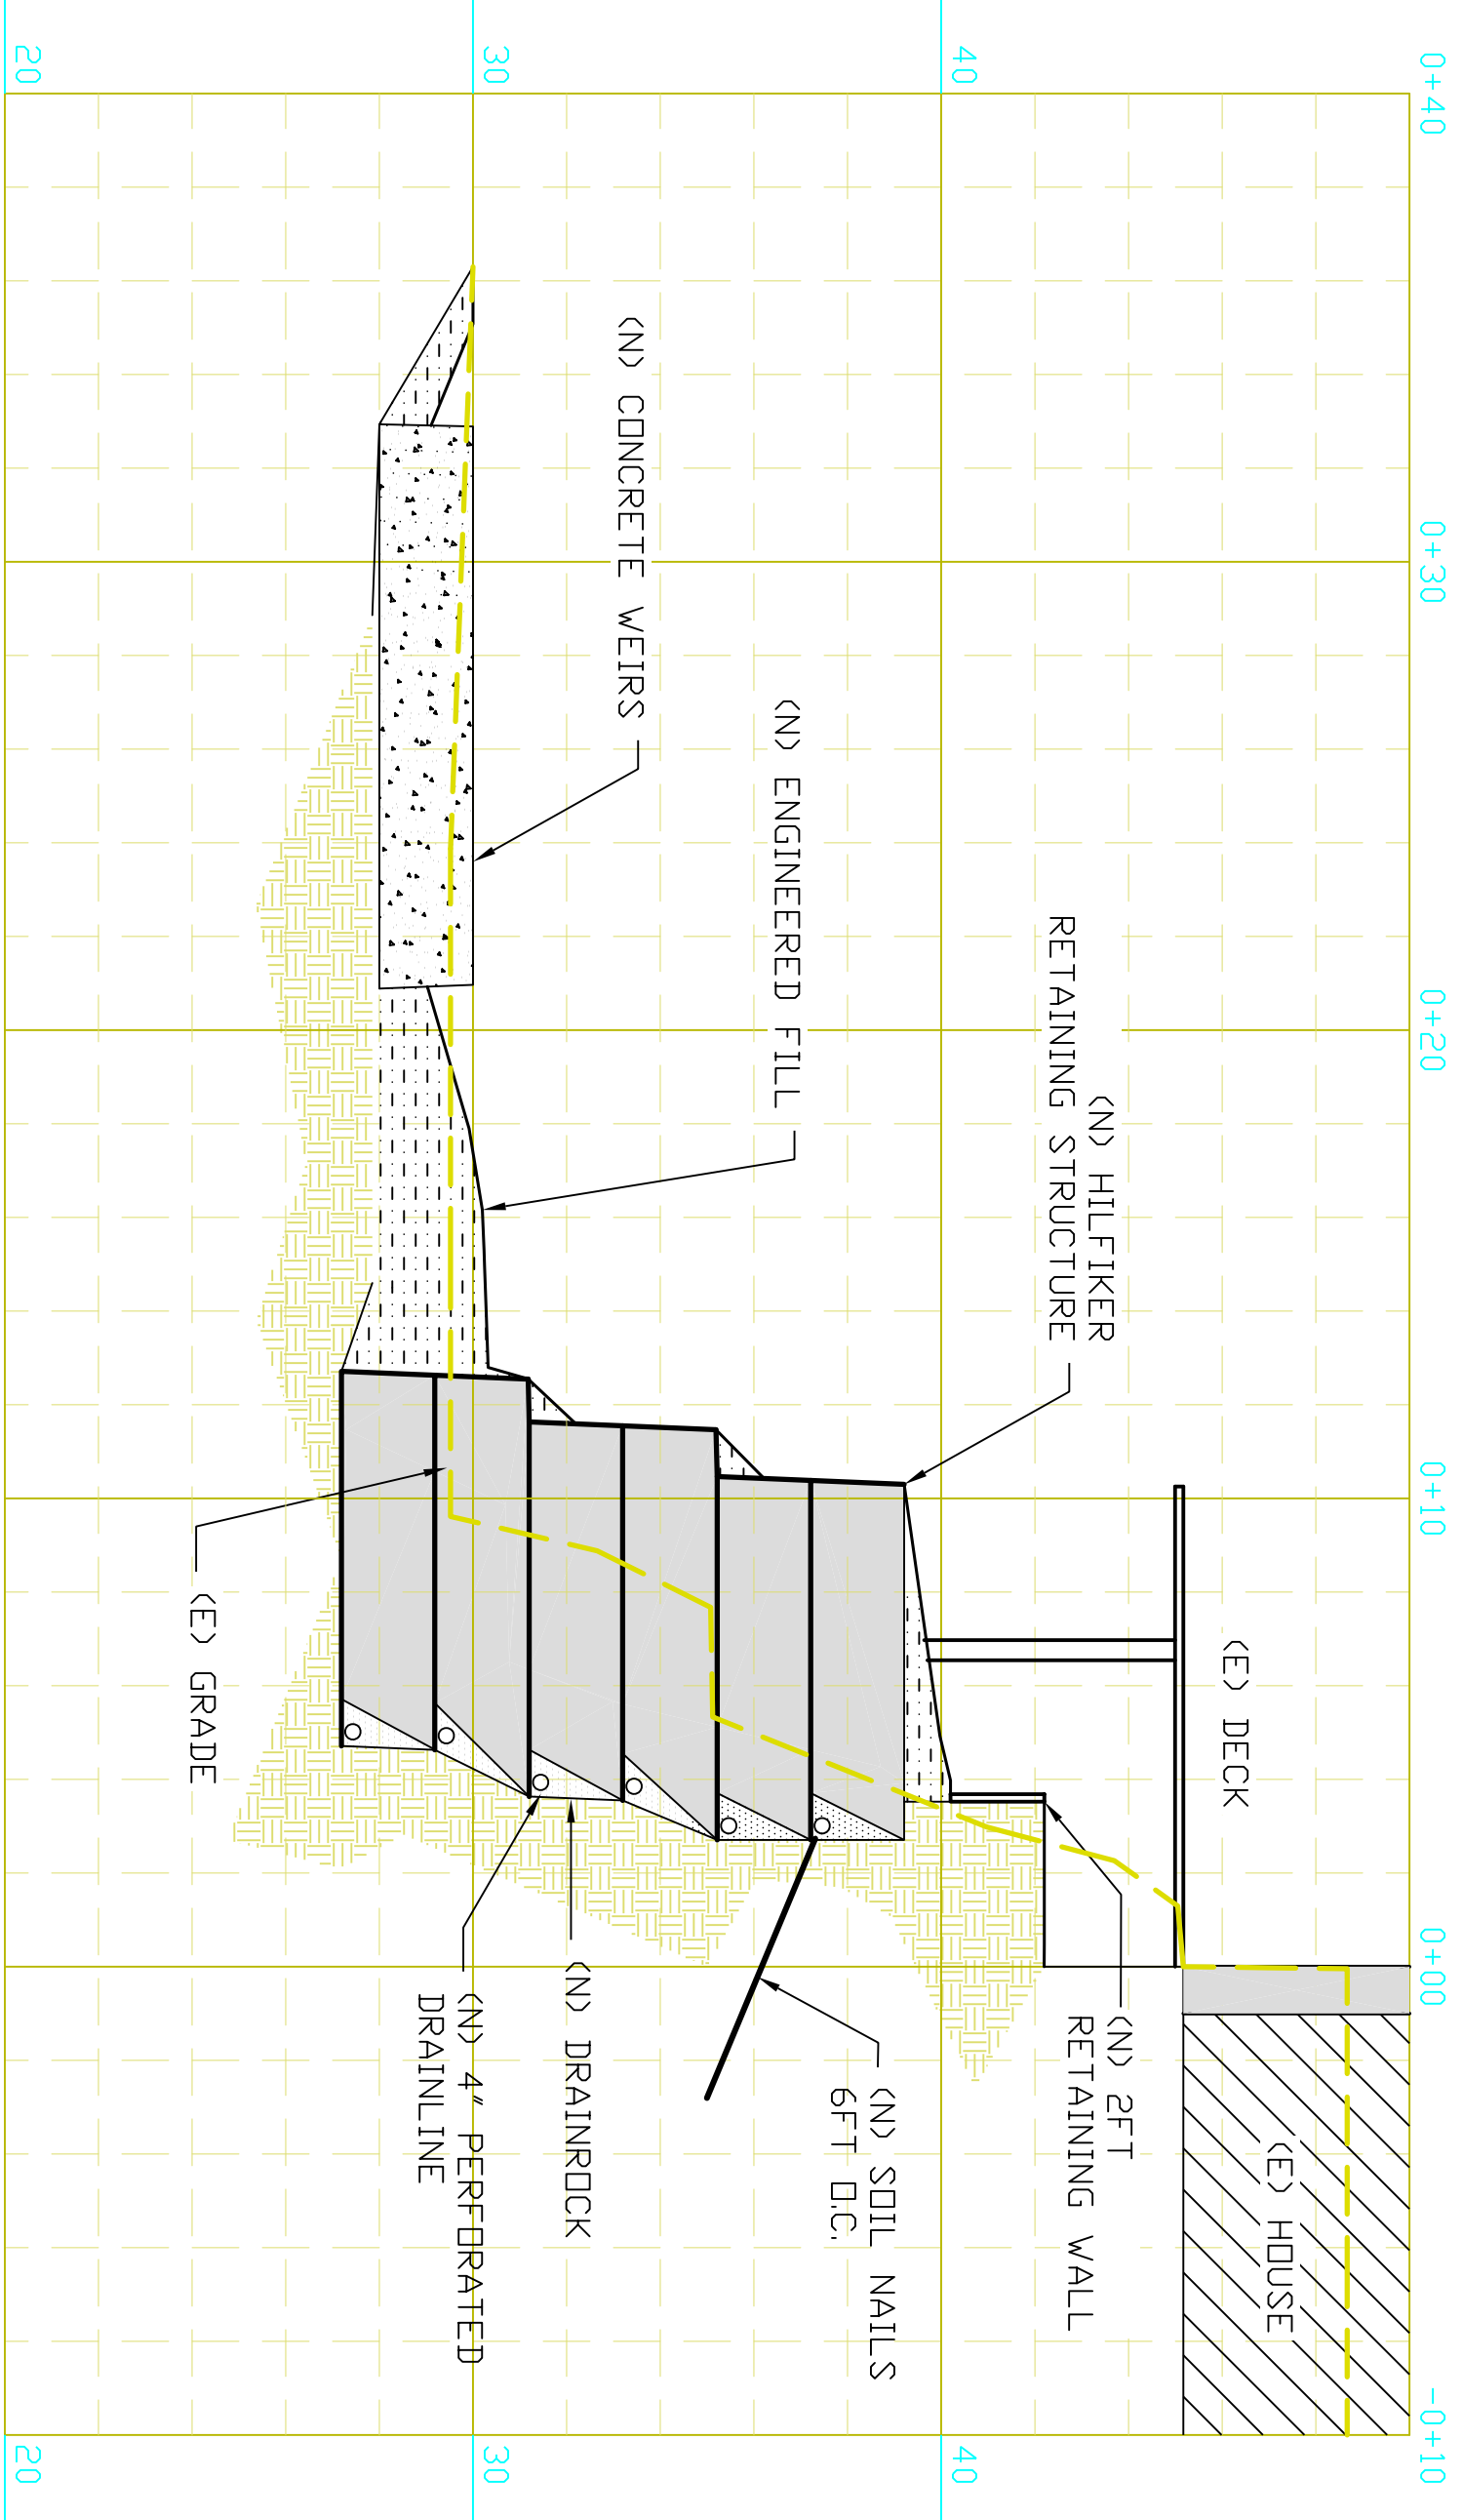 0+40
0+30
0+20
0+10
0+00
-0+10
40
40
30
30
20
20
(E) DECK
(E) HOUSE
(N) HILFIKER
RETAINING STRUCTURE
(N) 2FT
RETAINING WALL
(N) ENGINEERED FILL
(N) SOIL NAILS
6FT O.C.
(N) CONCRETE WEIRS
(N) DRAINROCK
(N) 4" PERFORATED
DRAINLINE
(E) GRADE